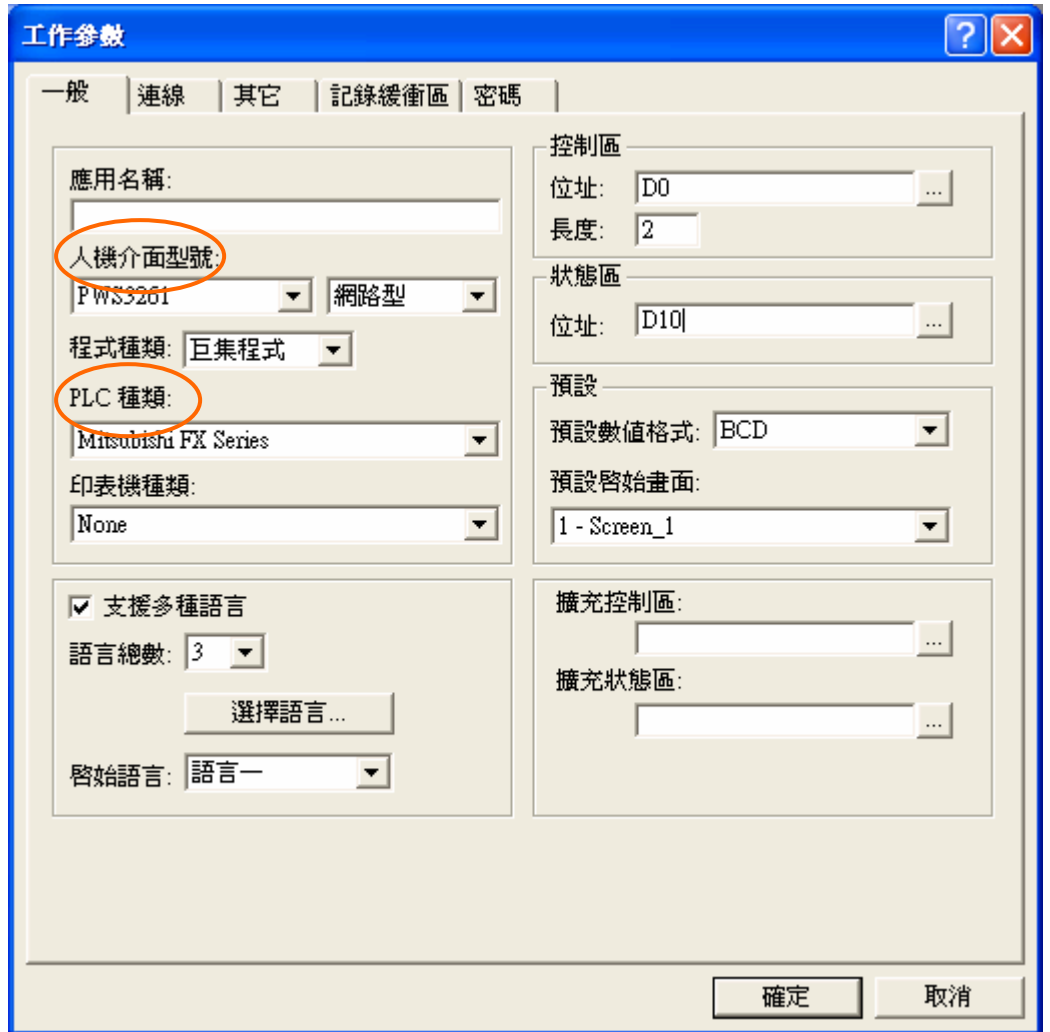 工作參數
一般 連線 其它 記錄緩衝區 密碼
應用名稱:
人機介面型號:
PWS3261 網路型
程式種類: 巨集程式
PLC 種類:
Mitsubishi FX Series
印表機種類:
None
支援多種語言
語言總數: 3
選擇語言...
啓始語言: 語言一
控制區
位址: D0 ...
長度: 2
狀態區
位址: D10 ...
預設
預設數值格式: BCD
預設啓始畫面:
1 - Screen_1
擴充控制區:
...
擴充狀態區:
...
確定 取消